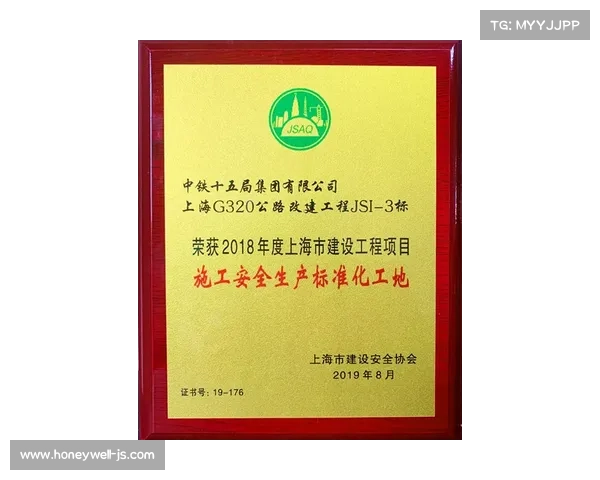 TG: MYYJJPP
JSAQ
中铁十五局集团有限公司
上海G320公路改建工程JSI-3标
荣获2018年度上海市建设工程项目
施工安全生产标准化工地
上海市建设安全协会
2019年8月
证书号: 19-176
www.honeywell-js.com